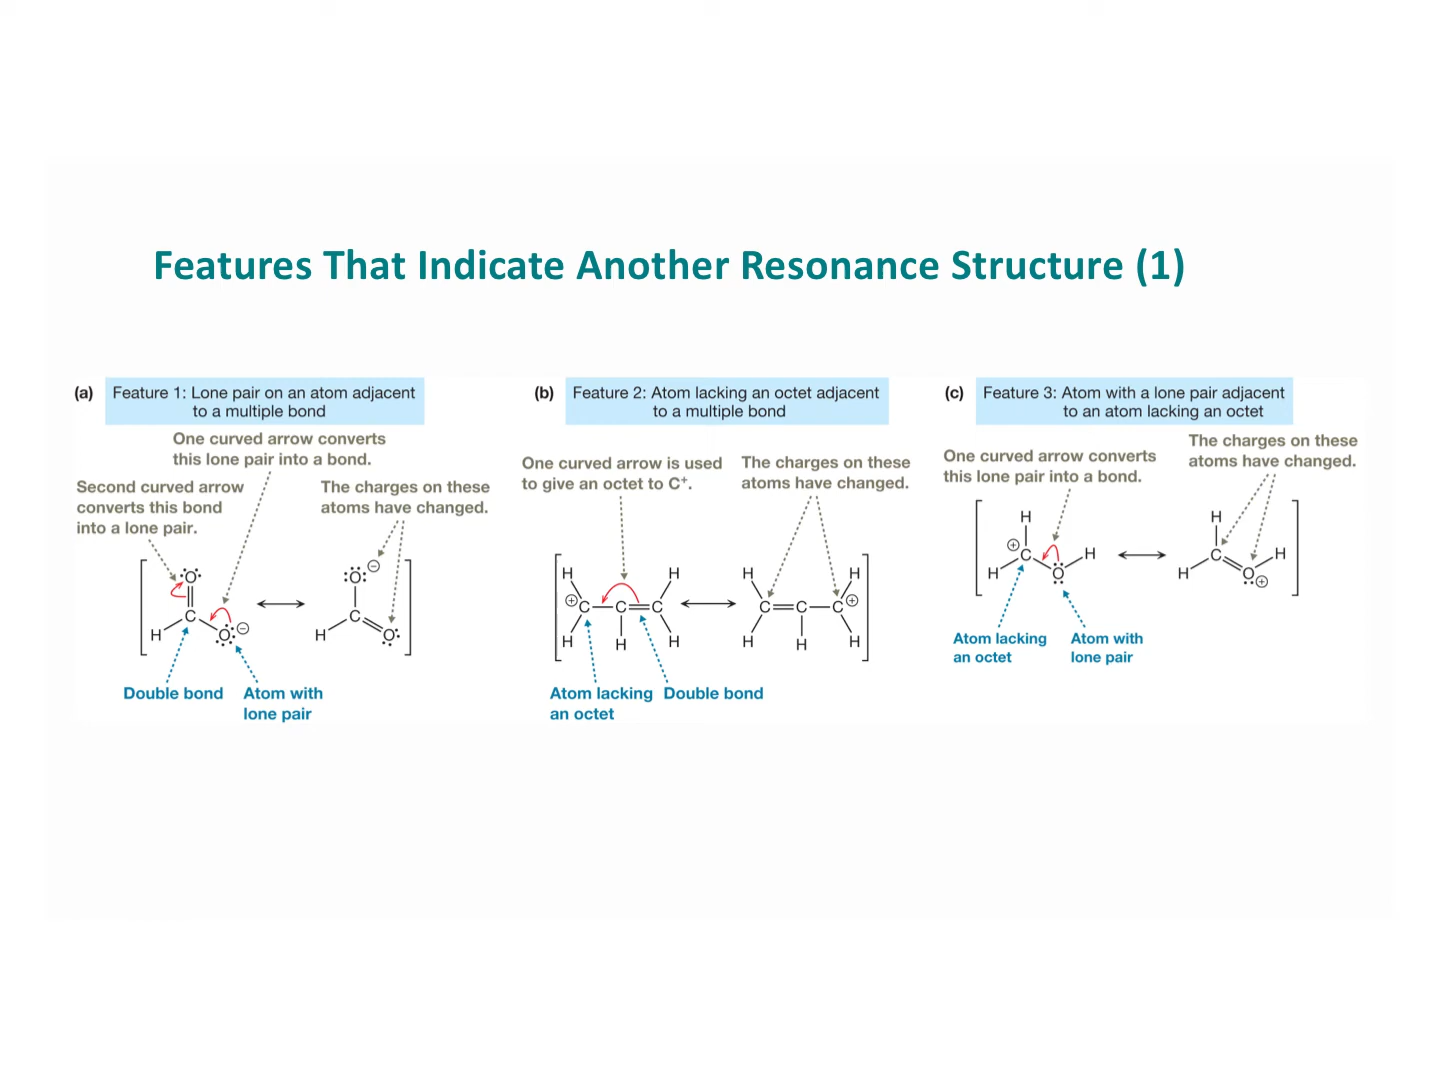 Features That Indicate Another Resonance Structure (1)
(a) Feature 1: Lone pair on an atom adjacent
to a multiple bond
One curved arrow converts
this lone pair into a bond.
Second curved arrow
converts this bond
into a lone pair.
The charges on these
atoms have changed.
O
C
H
O
⊖
O
⊖
C
H
O
Double bond
Atom with
lone pair
(b) Feature 2: Atom lacking an octet adjacent
to a multiple bond
One curved arrow is used
to give an octet to C⁺.
The charges on these
atoms have changed.
H H H H
⊕C—C=C C=C—C⊕
H H H H H H
Atom lacking
an octet
Double bond
(c) Feature 3: Atom with a lone pair adjacent
to an atom lacking an octet
One curved arrow converts
this lone pair into a bond.
The charges on these
atoms have changed.
H
⊕
C
H
O
H
H
C
H
O
H
⊕
Atom lacking
an octet
Atom with
lone pair